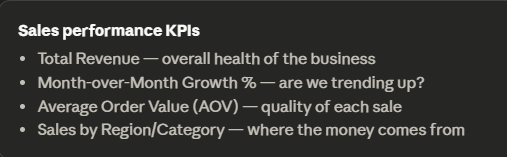 Sales performance KPIs
• Total Revenue — overall health of the business
• Month-over-Month Growth % — are we trending up?
• Average Order Value (AOV) — quality of each sale
• Sales by Region/Category — where the money comes from